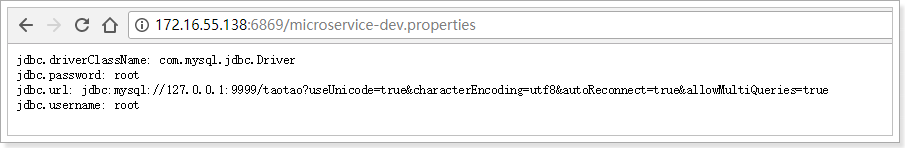 172.16.55.138:6869/microservice-dev.properties
jdbc.driverClassName: com.mysql.jdbc.Driver
jdbc.password: root
jdbc.url: jdbc:mysql://127.0.0.1:9999/taotao?useUnicode=true&characterEncoding=utf8&autoReconnect=true&allowMultiQueries=true
jdbc.username: root